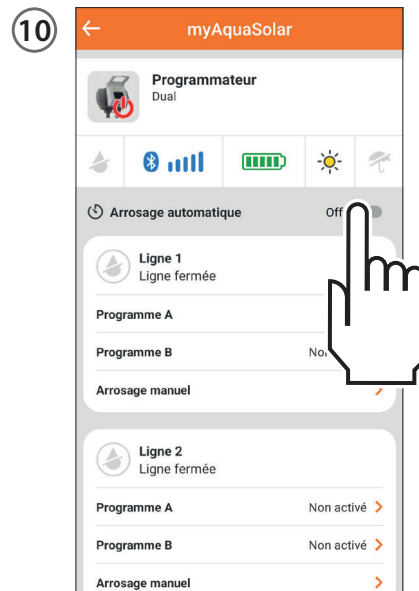 10
myAquaSolar
Programmateur
Dual
Arrosage automatique Off
Ligne 1
Ligne fermée
Programme A
Programme B
Arrosage manuel
Ligne 2
Ligne fermée
Programme A Non activé
Programme B Non activé
Arrosage manuel